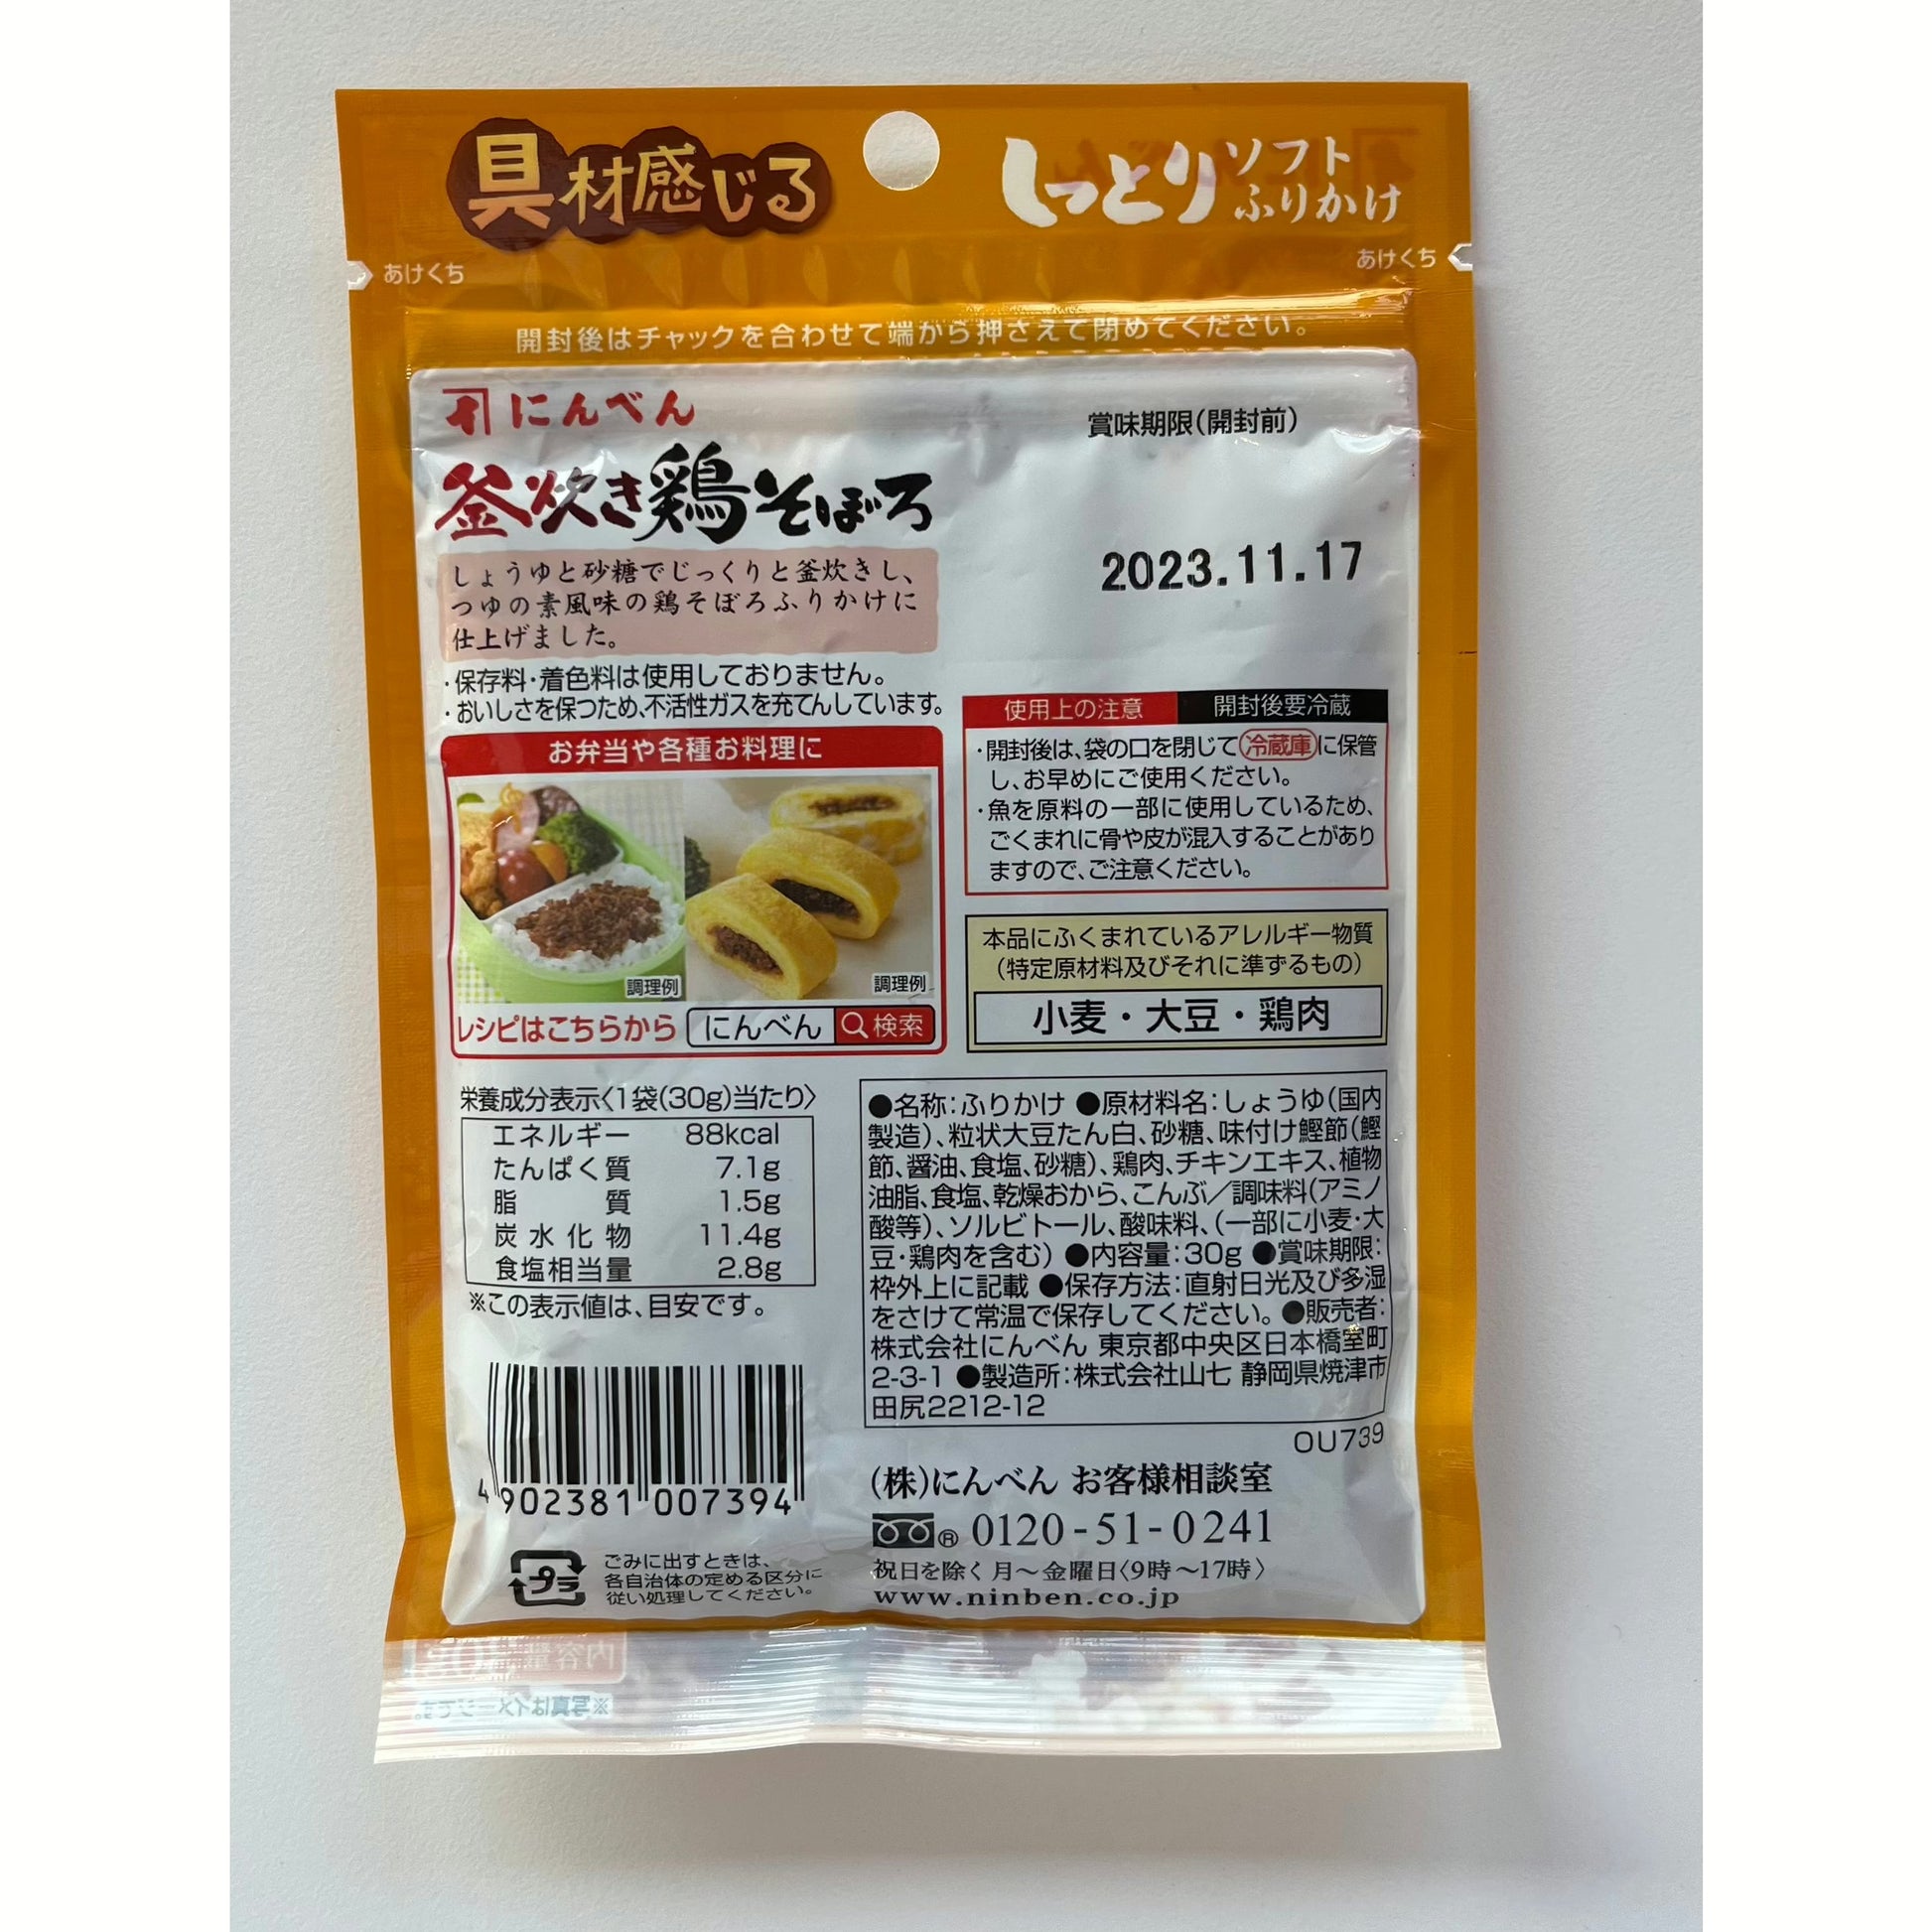 具材感じる
しっとり
ソフト
ふりかけ
あけくち
あけくち
開封後はチャックを合わせて端から押さえて閉めてください。
にんべん
釜炊き鶏そぼろ
しょうゆと砂糖でじっくりと釜炊きし、
つゆの素風味の鶏そぼろふりかけに
仕上げました。
・保存料・着色料は使用しておりません。
・おいしさを保つため、不活性ガスを充てんしています。
賞味期限(開封前)
2023.11.17
お弁当や各種お料理に
調理例
調理例
レシピはこちらから にんべん 検索
使用上の注意 開封後要冷蔵
・開封後は、袋の口を閉じて冷蔵庫に保管
し、お早めにご使用ください。
・魚を原料の一部に使用しているため、
ごくまれに骨や皮が混入することがあり
ますので、ご注意ください。
本品にふくまれているアレルギー物質
(特定原材料及びそれに準ずるもの)
小麦・大豆・鶏肉
栄養成分表示〈1袋(30g)当たり〉
エネルギー 88kcal
たんぱく質 7.1g
脂質 1.5g
炭水化物 11.4g
食塩相当量 2.8g
※この表示値は、目安です。
●名称:ふりかけ ●原材料名:しょうゆ(国内
製造)、粒状大豆たん白、砂糖、味付け鰹節(鰹
節、醤油、食塩、砂糖)、鶏肉、チキンエキス、植物
油脂、食塩、乾燥おから、こんぶ/調味料(アミノ
酸等)、ソルビトール、酸味料、(一部に小麦・大
豆・鶏肉を含む) ●内容量:30g ●賞味期限:
枠外上に記載 ●保存方法:直射日光及び多湿
をさけて常温で保存してください。 ●販売者:
株式会社にんべん 東京都中央区日本橋室町
2-3-1 ●製造所:株式会社山七 静岡県焼津市
田尻2212-12
OU739
4 902381 007394
プラ
ごみに出すときは、
各自治体の定める区分に
従い処理してください。
(株)にんべん お客様相談室
® 0120-51-0241
祝日を除く月〜金曜日〈9時〜17時〉
www.ninben.co.jp